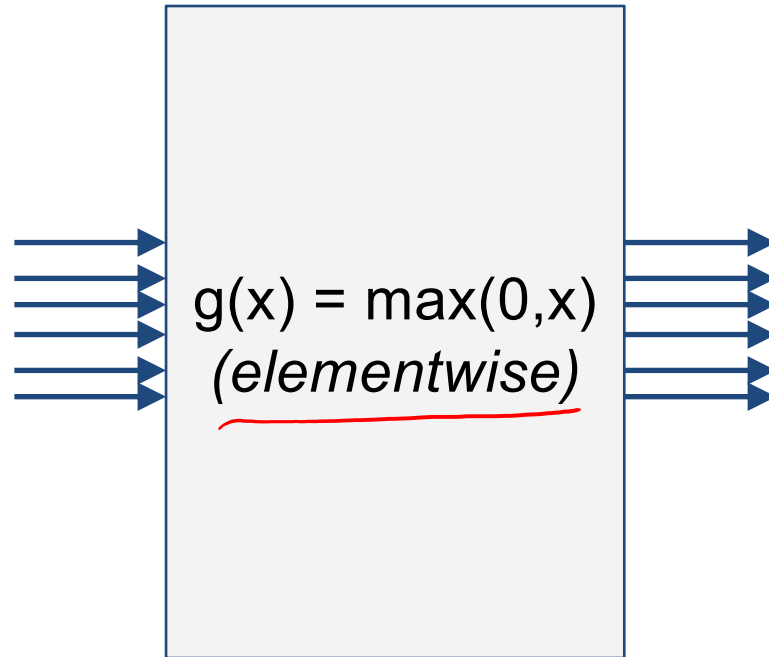 g(x) = max(0,x)
(elementwise)